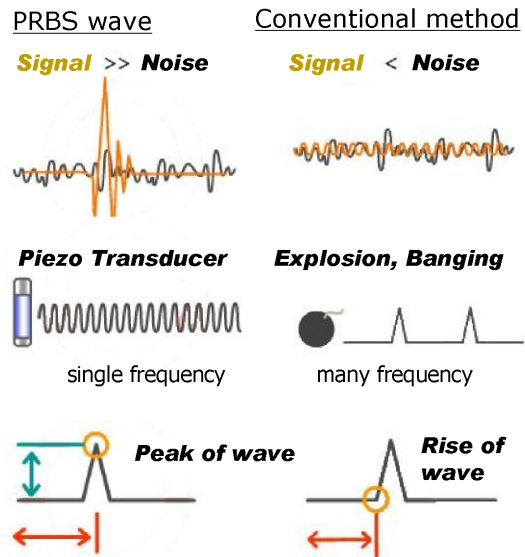 PRBS wave
Conventional method
Signal >> Noise
Signal < Noise
Piezo Transducer
Explosion, Banging
single frequency
many frequency
Peak of wave
Rise of
wave